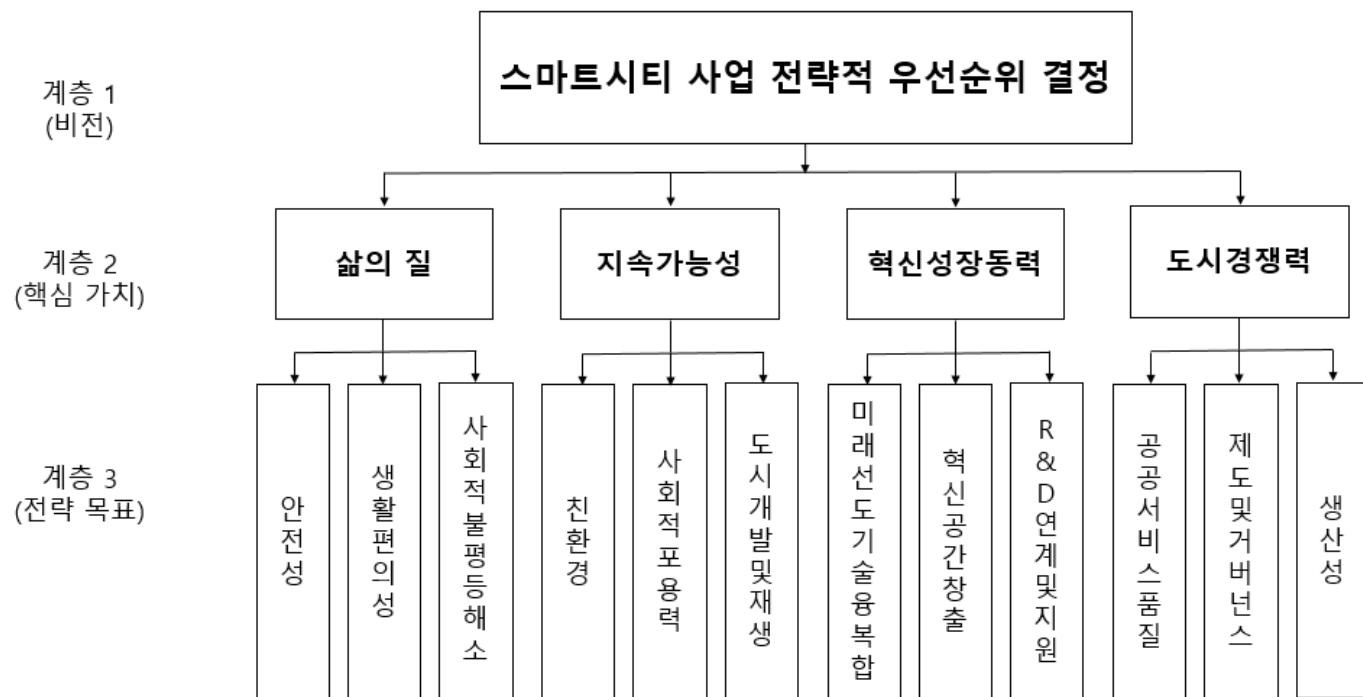 스마트시티 사업 전략적 우선순위 결정
계층 1
(비전)
삶의 질
지속가능성
혁신성장동력
도시경쟁력
계층 2
(핵심 가치)
계층 3
(전략 목표)
안전성
생활편의성
사회적불평등해소
친환경
사회적포용력
도시개발및재생
미래선도기술융복합
혁신공간창출
R&D연계및지원
공공서비스품질
제도및거버넌스
생산성